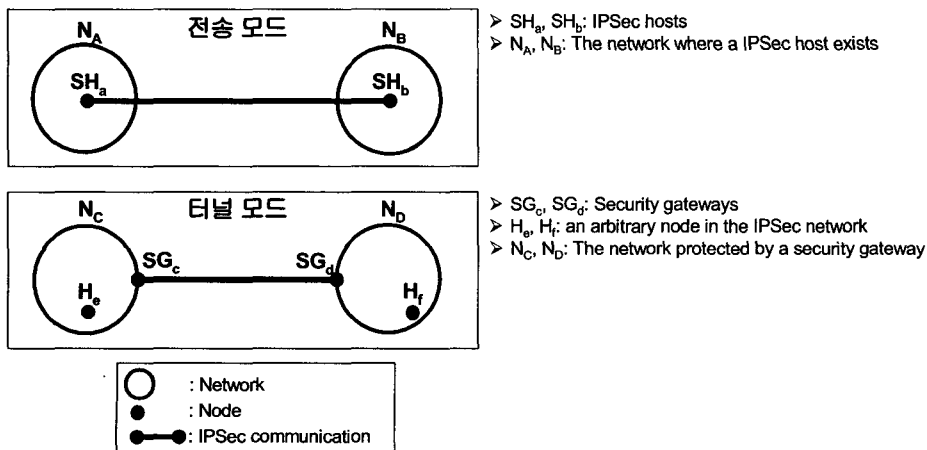 N_A 전송 모드 N_B
SH_a SH_b
➢ SH_a, SH_b: IPSec hosts
➢ N_A, N_B: The network where a IPSec host exists
N_C 터널 모드 N_D
SG_c SG_d
H_e H_f
➢ SG_c, SG_d: Security gateways
➢ H_e, H_f: an arbitrary node in the IPSec network
➢ N_C, N_D: The network protected by a security gateway
: Network
: Node
: IPSec communication